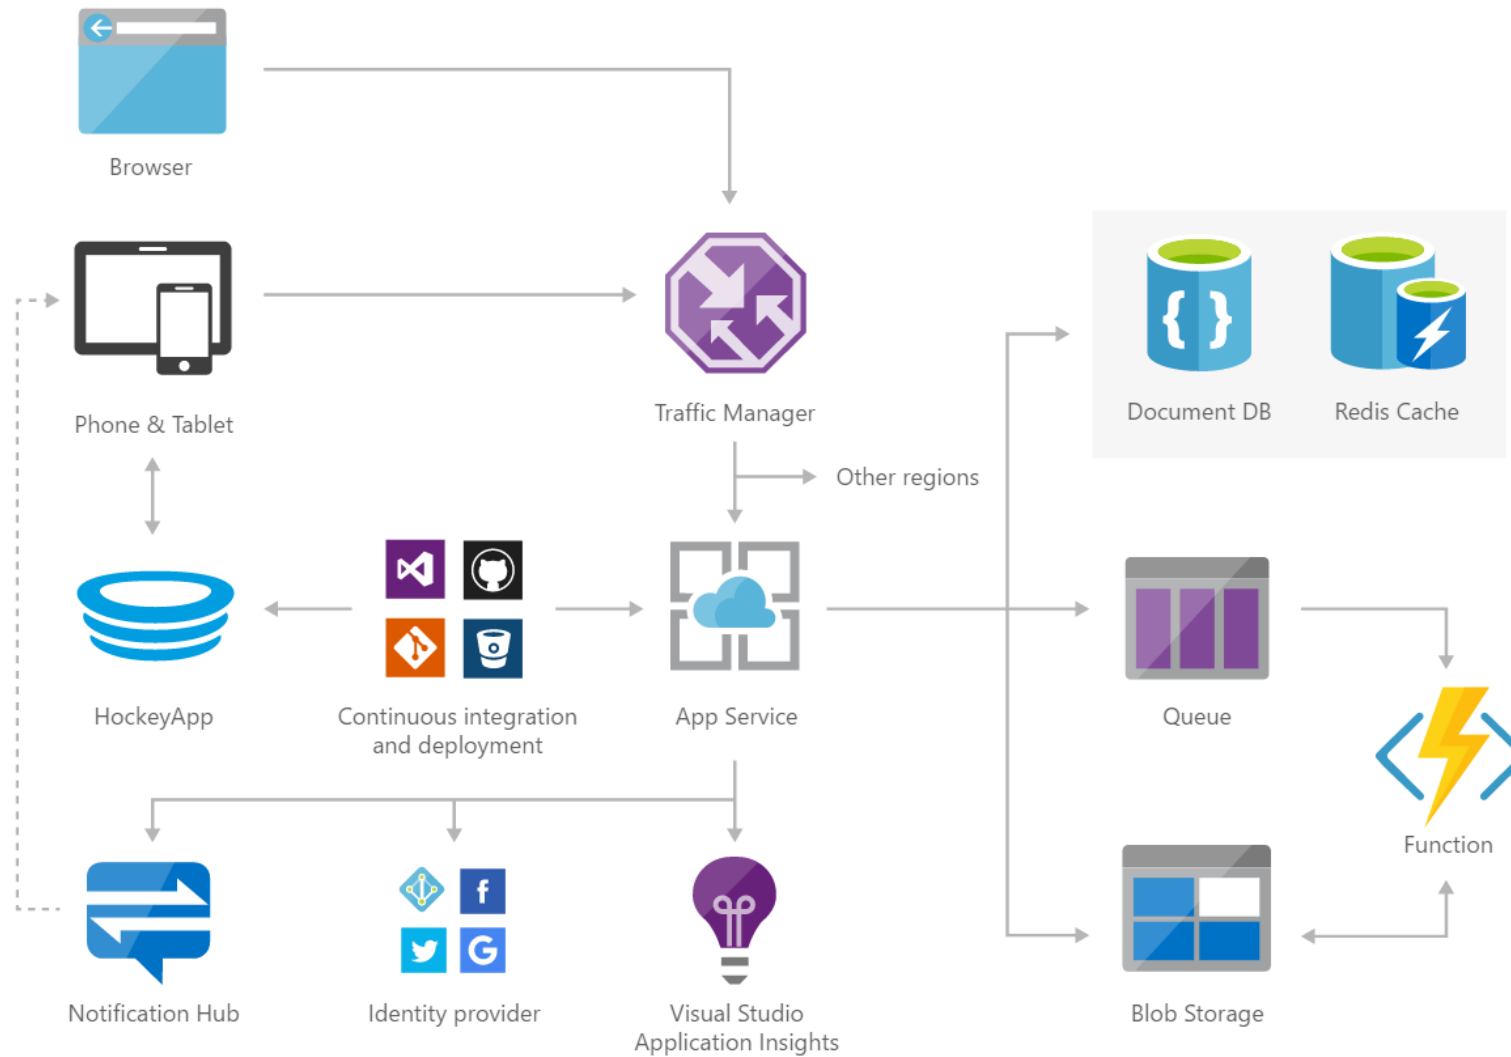 Browser
Phone & Tablet
Traffic Manager
Document DB
Redis Cache
Other regions
HockeyApp
Continuous integration
and deployment
App Service
Queue
Function
Notification Hub
Identity provider
Visual Studio
Application Insights
Blob Storage